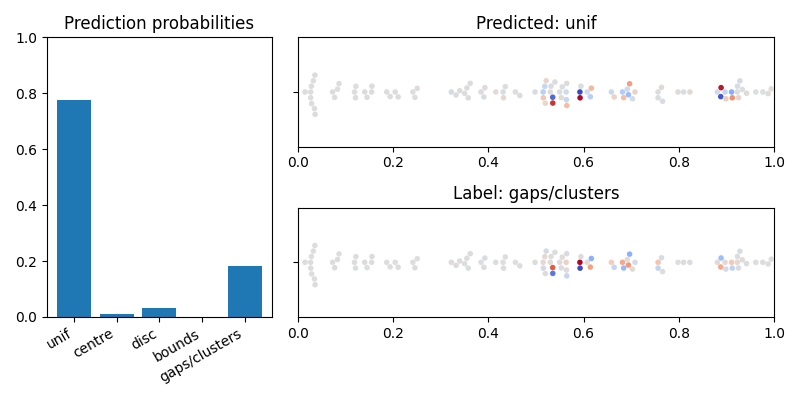 Prediction probabilities
1.0
0.8
0.6
0.4
0.2
0.0
unif
centre
disc
bounds
gaps/clusters
Predicted: unif
0.0 0.2 0.4 0.6 0.8 1.0
Label: gaps/clusters
0.0 0.2 0.4 0.6 0.8 1.0